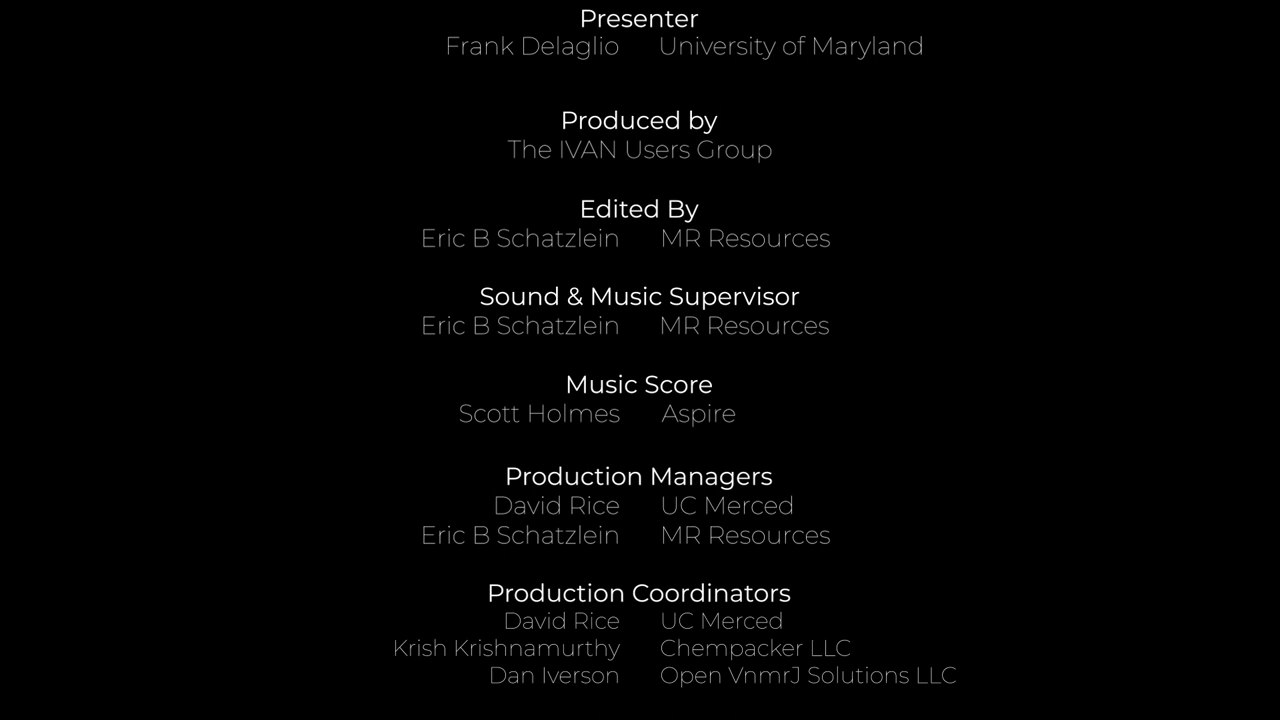 Presenter
Frank Delaglio University of Maryland
Produced by
The IVAN Users Group
Edited By
Eric B Schatzlein MR Resources
Sound & Music Supervisor
Eric B Schatzlein MR Resources
Music Score
Scott Holmes Aspire
Production Managers
David Rice UC Merced
Eric B Schatzlein MR Resources
Production Coordinators
David Rice UC Merced
Krish Krishnamurthy Chempacker LLC
Dan Iverson Open VnmrJ Solutions LLC